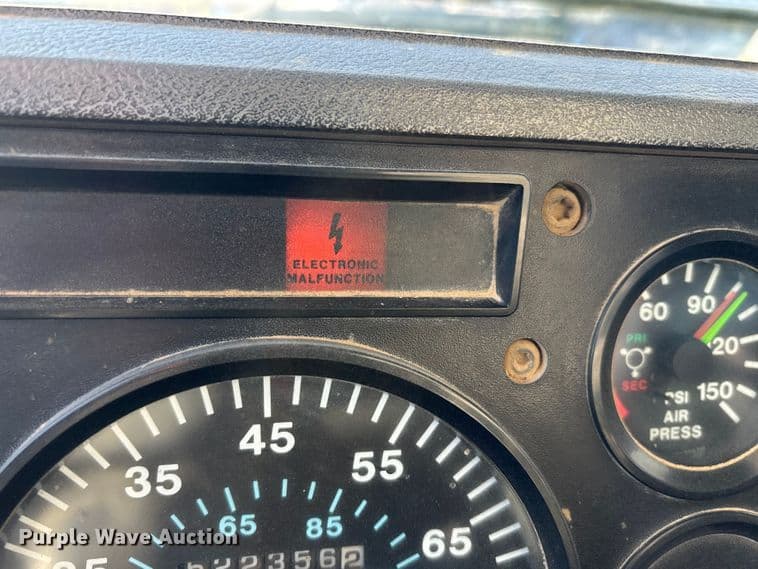 ELECTRONIC
MALFUNCTION
60 90
PRI
150
SEC
PSI
AIR
PRESS
45
35 55
65 85
65
Purple Wave Auction